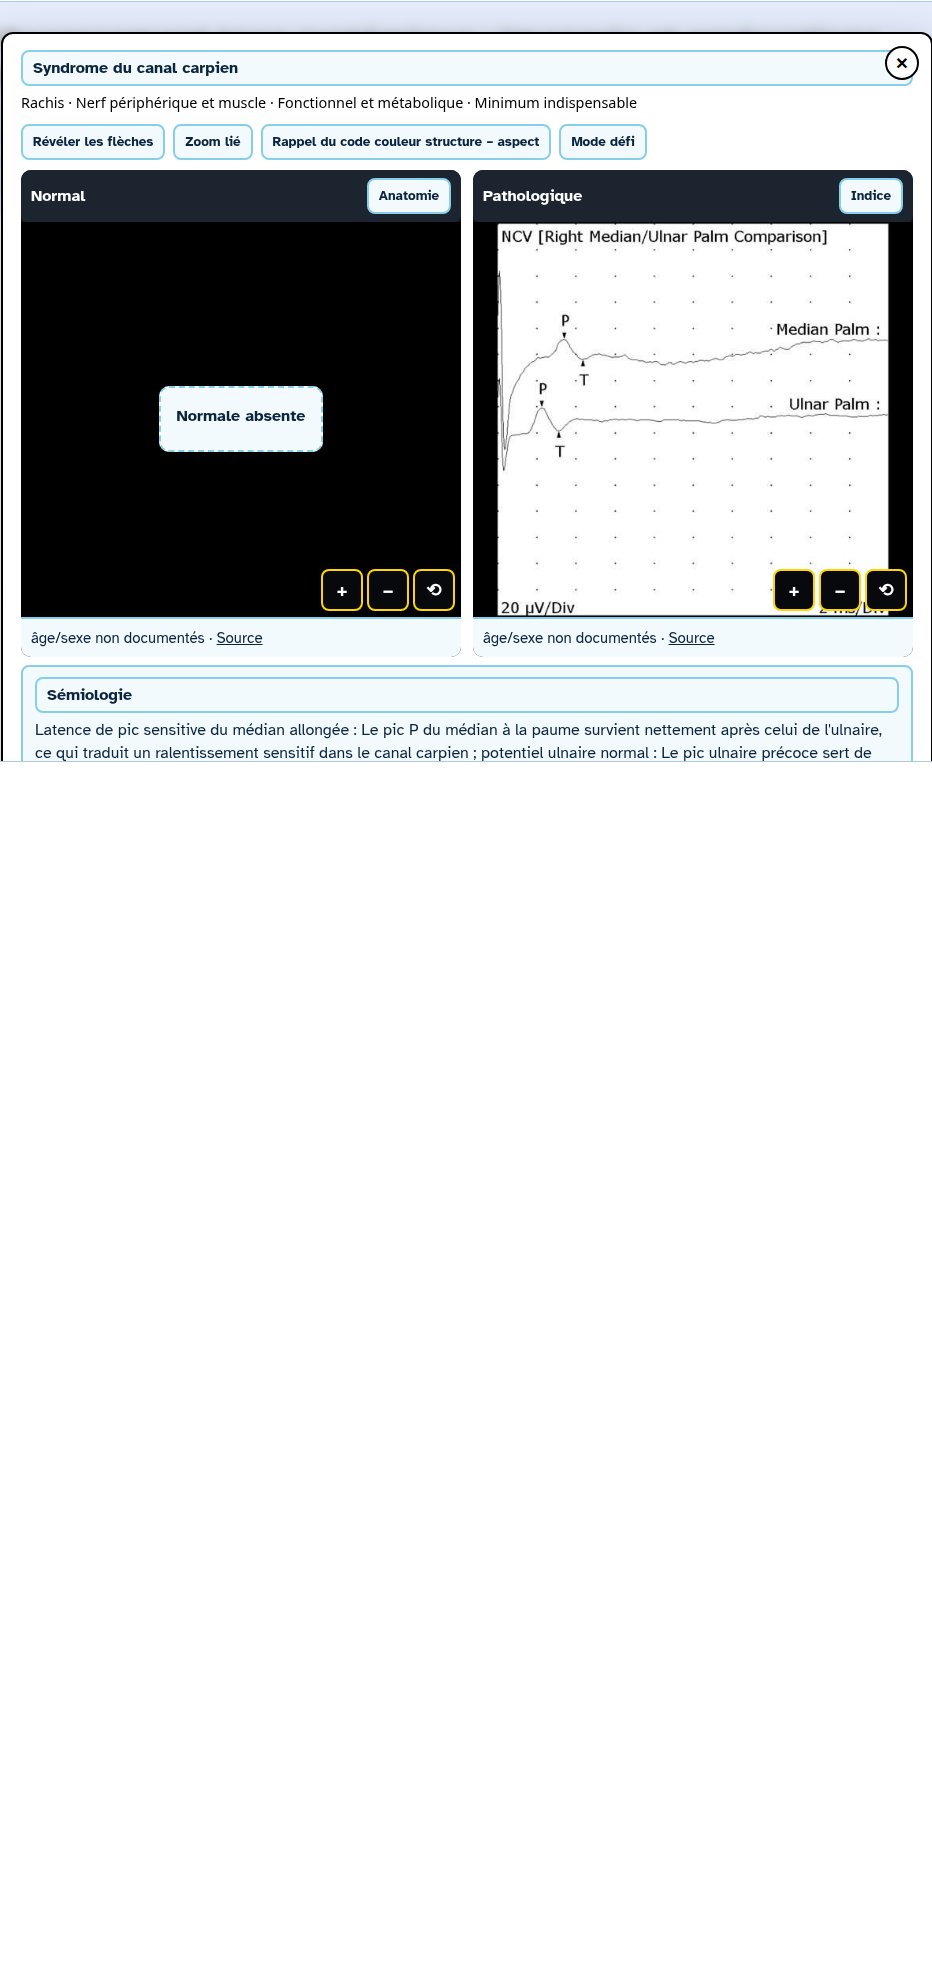 Syndrome du canal carpien
×
Rachis · Nerf périphérique et muscle · Fonctionnel et métabolique · Minimum indispensable
Révéler les flèches
Zoom lié
Rappel du code couleur structure – aspect
Mode défi
Normal
Anatomie
Normale absente
+
−
⟲
âge/sexe non documentés · Source
Pathologique
Indice
NCV [Right Median/Ulnar Palm Comparison]
P
Median Palm :
T
P
Ulnar Palm :
T
20 µV/Div
+
−
⟲
âge/sexe non documentés · Source
Sémiologie
Latence de pic sensitive du médian allongée : Le pic P du médian à la paume survient nettement après celui de l'ulnaire,
ce qui traduit un ralentissement sensitif dans le canal carpien ; potentiel ulnaire normal : Le pic ulnaire précoce sert de